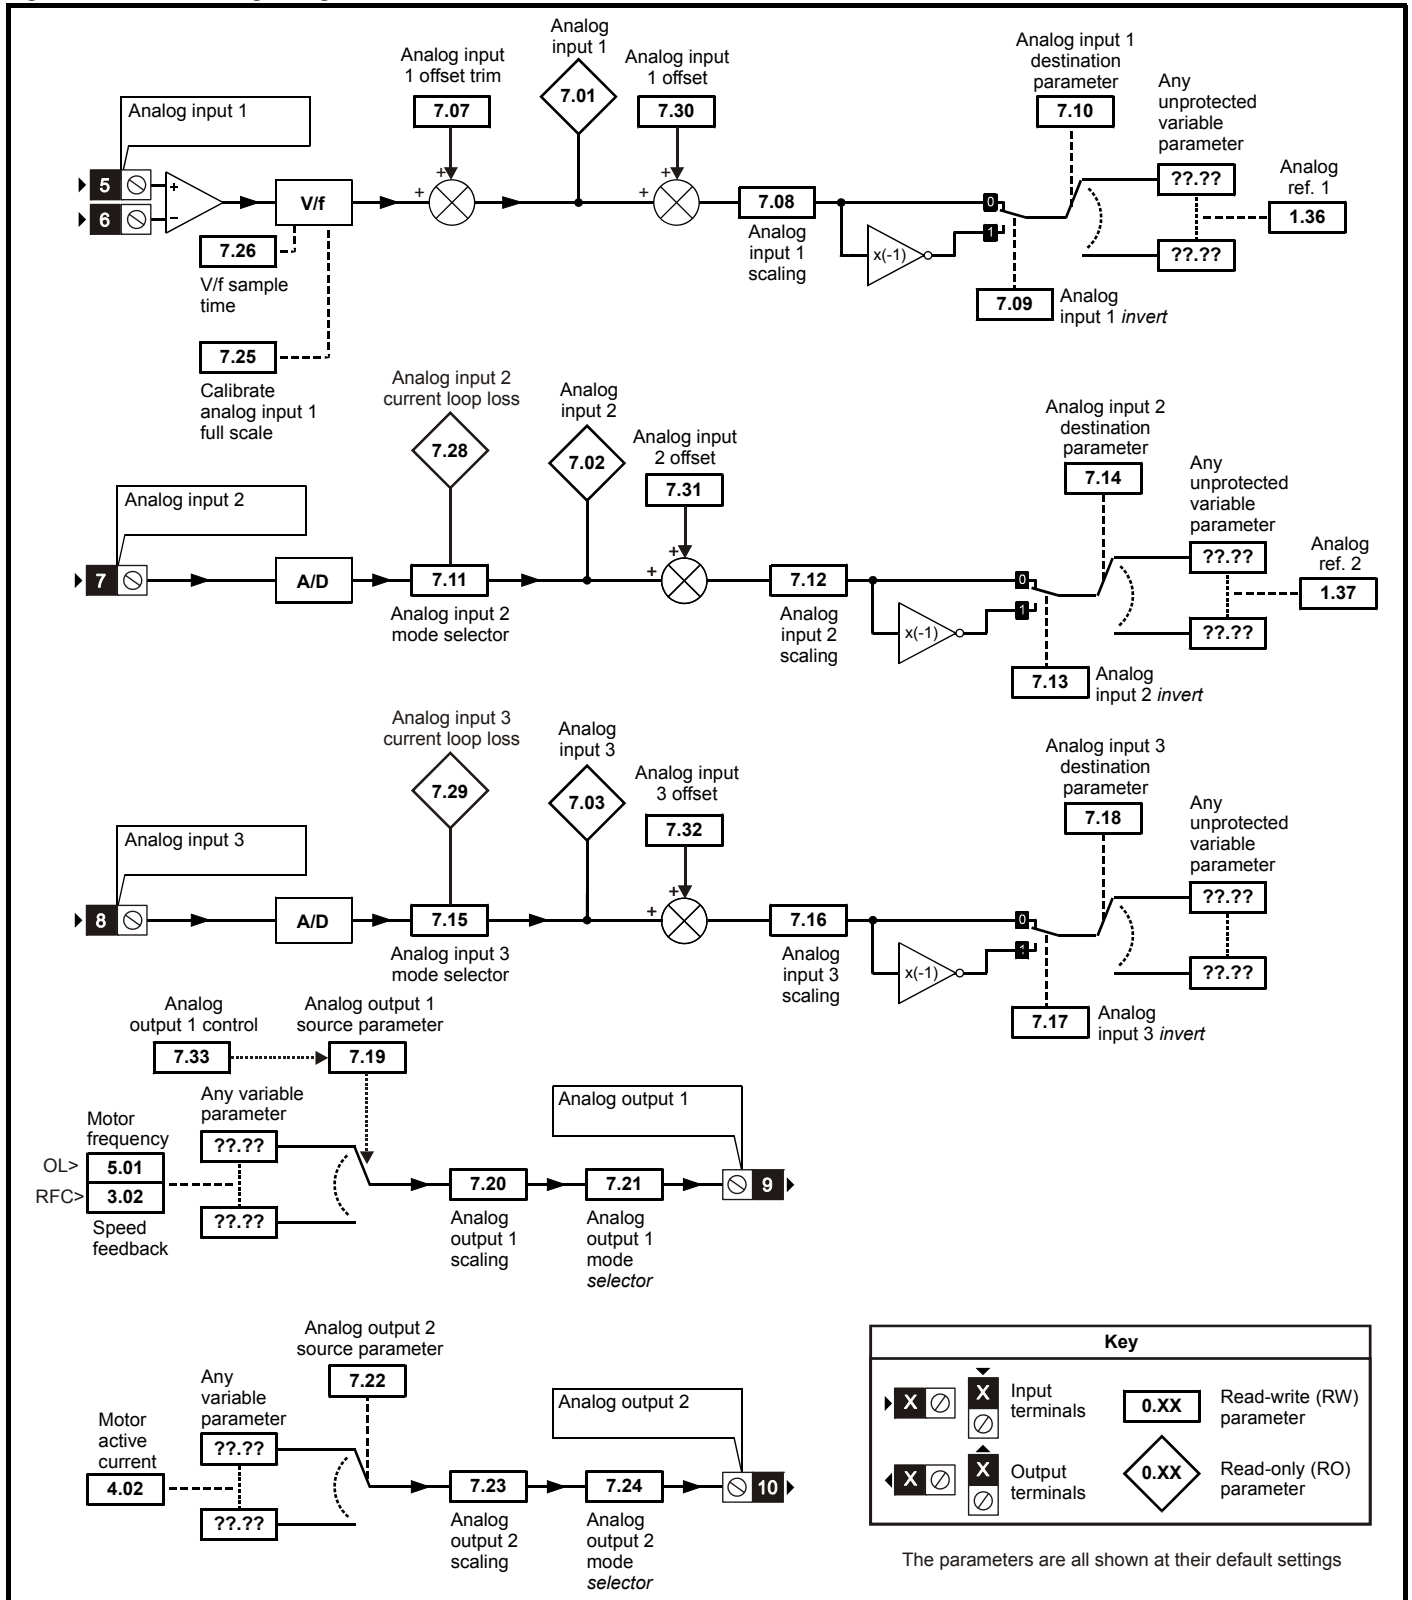 Analog input
1 offset trim
7.07
Analog
input 1
7.01
Analog input
1 offset
7.30
Analog input 1
destination
parameter
7.10
Any
unprotected
variable
parameter
??.??
??.??
Analog
ref. 1
1.36
Analog input 1
5
6
+
−
V/f
+
+
+
+
7.08
Analog
input 1
scaling
x(-1)
0
1
7.09
Analog
input 1 invert
7.26
V/f sample
time
7.25
Calibrate
analog input 1
full scale
Analog input 2
current loop loss
7.28
Analog
input 2
7.02
Analog input
2 offset
7.31
Analog input 2
destination
parameter
7.14
Any
unprotected
variable
parameter
??.??
??.??
Analog
ref. 2
1.37
Analog input 2
7
A/D
7.11
Analog input 2
mode selector
+
+
7.12
Analog
input 2
scaling
x(-1)
0
1
7.13
Analog
input 2 invert
Analog input 3
current loop loss
7.29
Analog
input 3
7.03
Analog input
3 offset
7.32
Analog input 3
destination
parameter
7.18
Any
unprotected
variable
parameter
??.??
??.??
Analog input 3
8
A/D
7.15
Analog input 3
mode selector
+
+
7.16
Analog
input 3
scaling
x(-1)
0
1
7.17
Analog
input 3 invert
Analog
output 1 control
7.33
Analog output 1
source parameter
7.19
Any variable
parameter
??.??
??.??
Motor
frequency
OL>
5.01
RFC>
3.02
Speed
feedback
7.20
Analog
output 1
scaling
7.21
Analog
output 1
mode
selector
Analog output 1
9
Analog output 2
source parameter
7.22
Any
variable
parameter
??.??
??.??
Motor
active
current
4.02
7.23
Analog
output 2
scaling
7.24
Analog
output 2
mode
selector
Analog output 2
10
Key
X
X
Input
terminals
0.XX
Read-write (RW)
parameter
X
X
Output
terminals
0.XX
Read-only (RO)
parameter
The parameters are all shown at their default settings